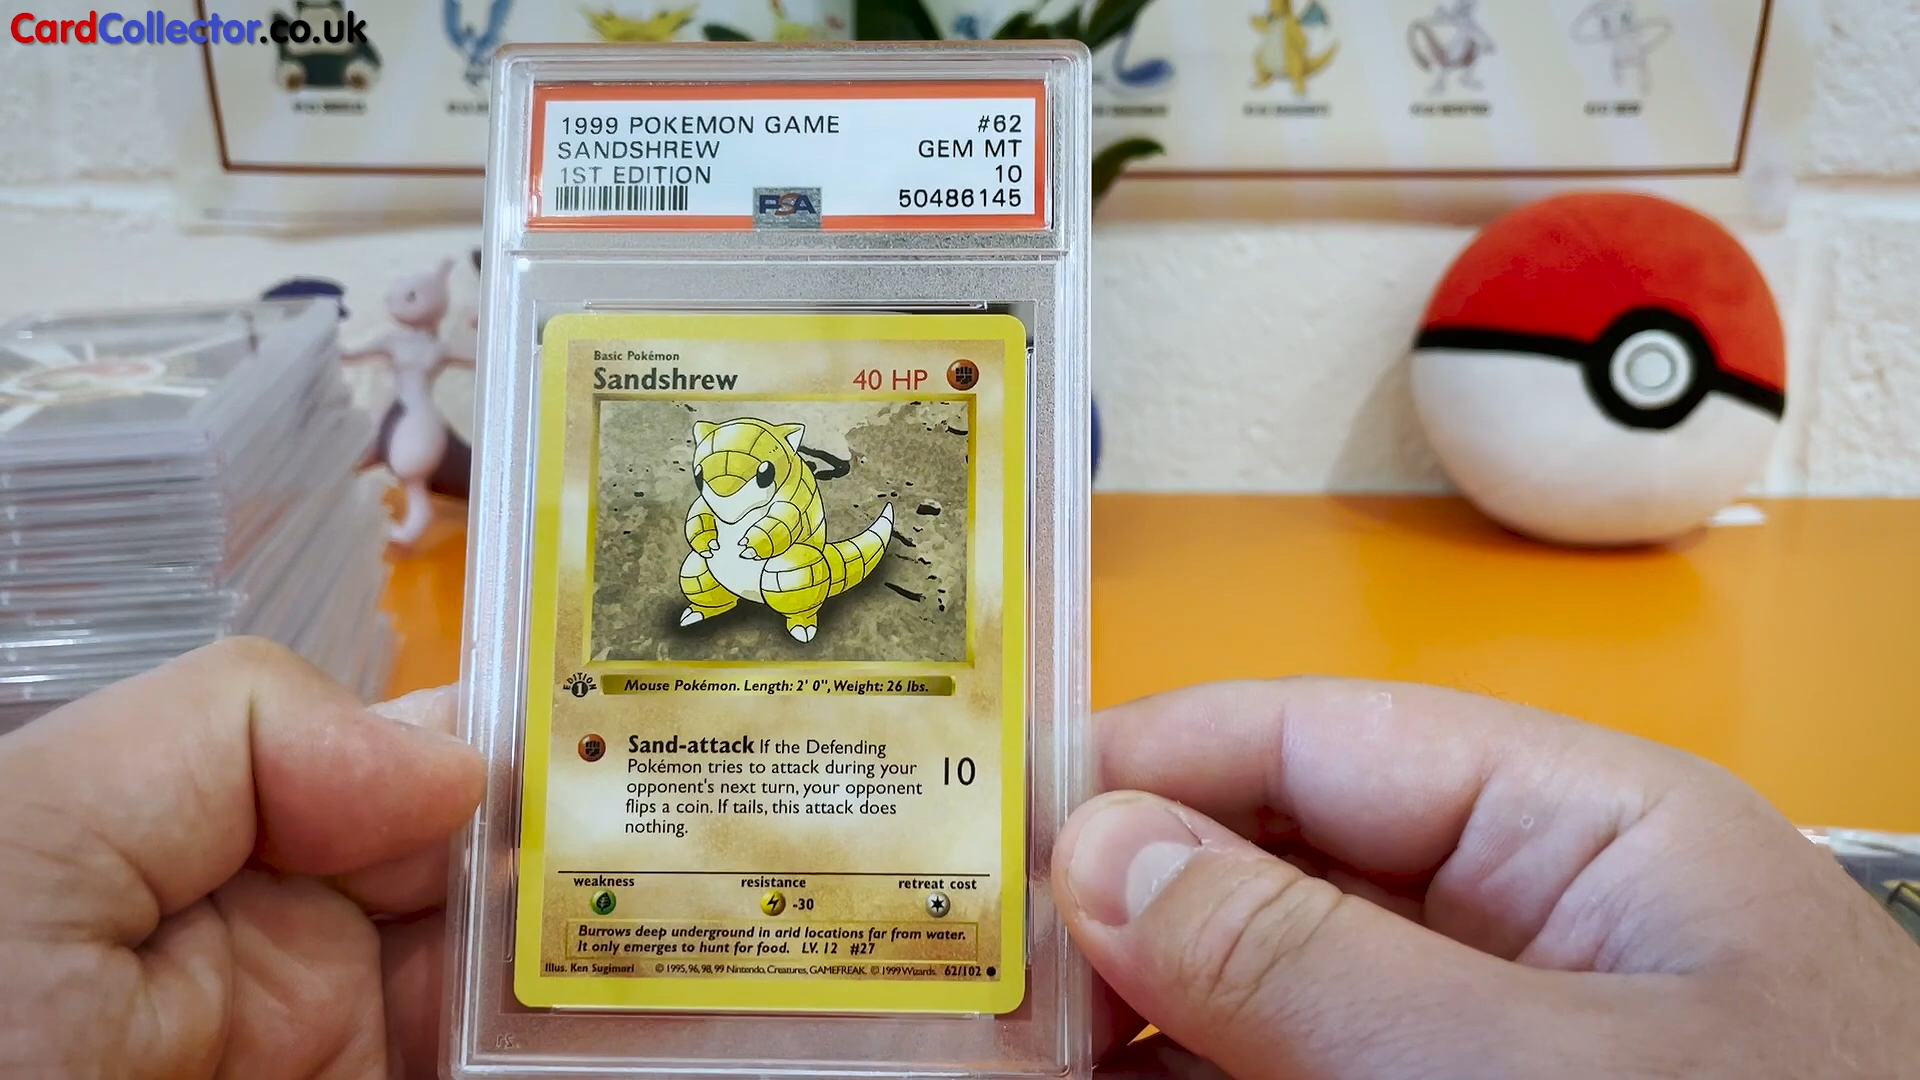 CardCollector.co.uk
1999 POKEMON GAME #62
SANDSHREW GEM MT
1ST EDITION 10
50486145
PSA
Basic Pokémon
Sandshrew 40 HP
EDITION 1
Mouse Pokémon. Length: 2' 0", Weight: 26 lbs.
Sand-attack If the Defending
Pokémon tries to attack during your
opponent's next turn, your opponent
flips a coin. If tails, this attack does
nothing.
10
weakness resistance retreat cost
-30
Burrows deep underground in arid locations far from water.
It only emerges to hunt for food. LV. 12 #27
Illus. Ken Sugimori © 1995, 96, 98, 99 Nintendo, Creatures, GAMEFREAK. © 1999 Wizards. 62/102